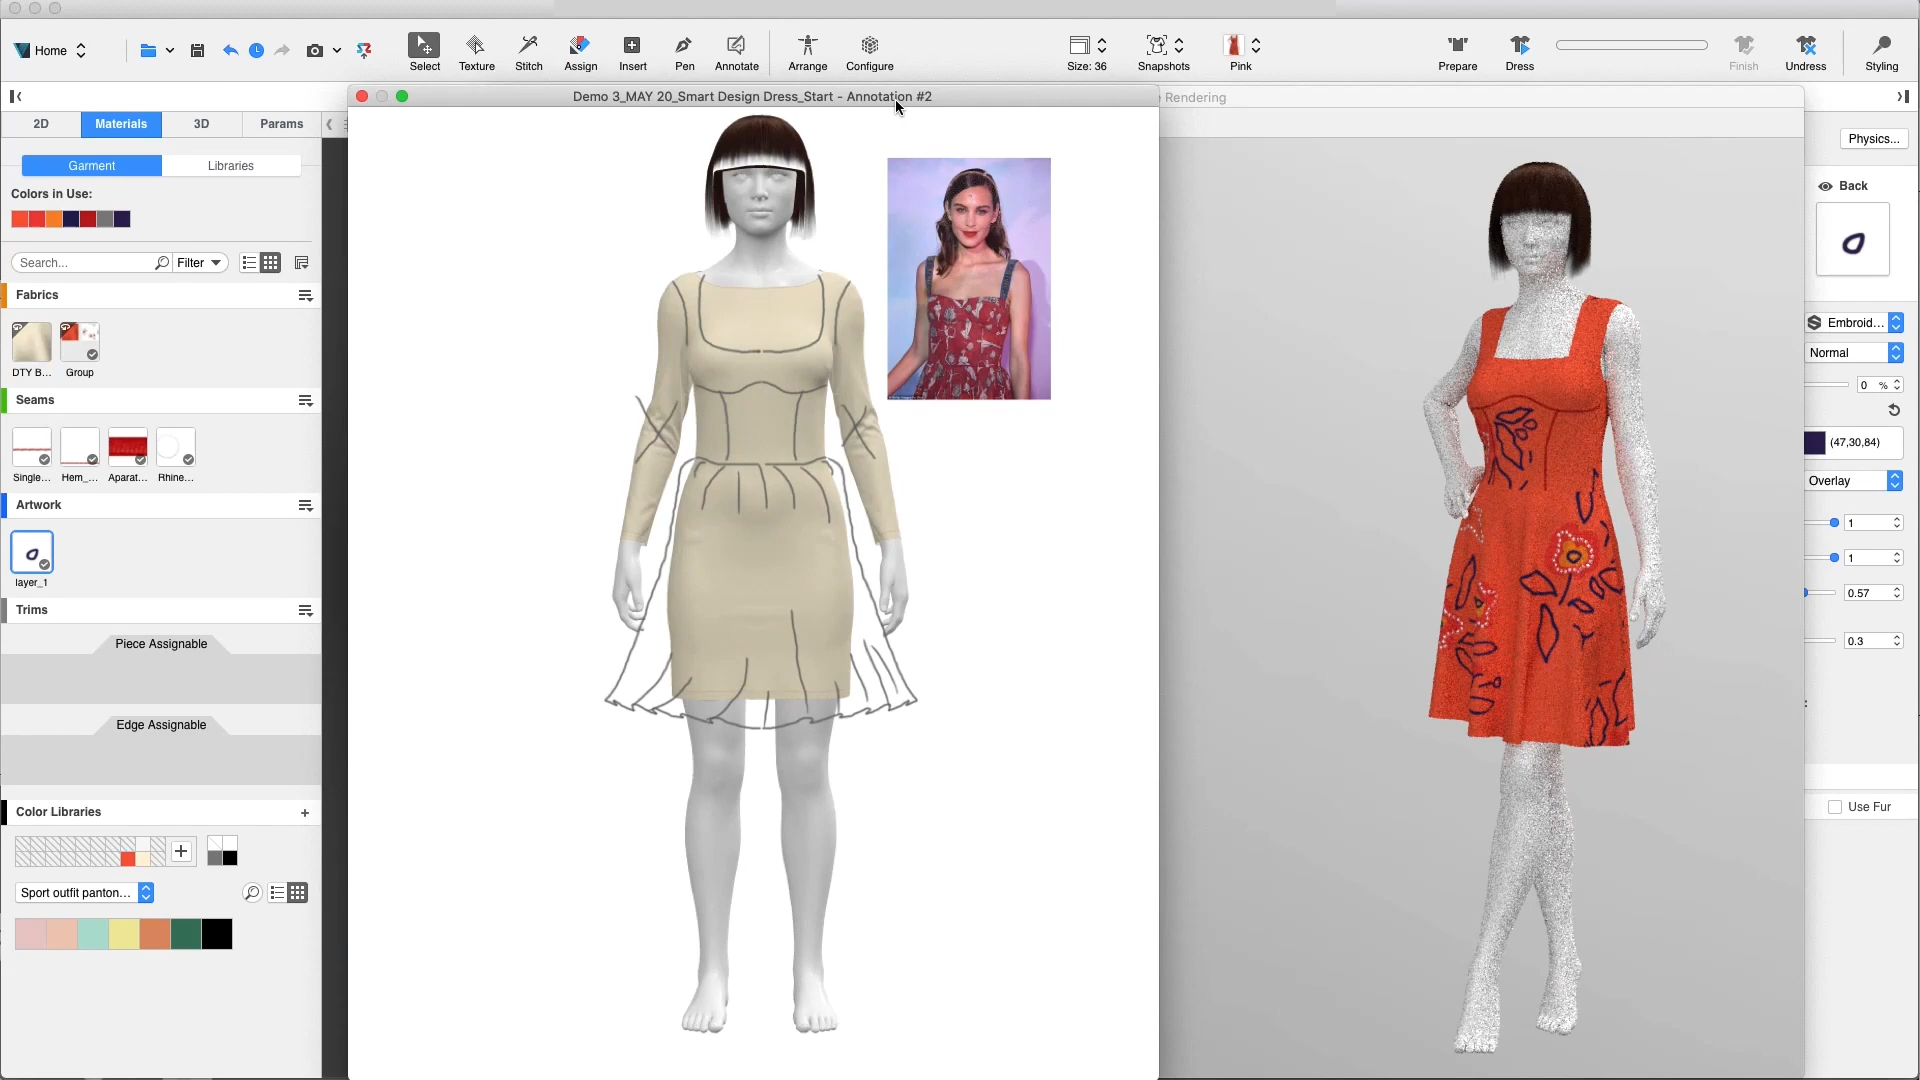 Home
Select
Texture
Stitch
Assign
Insert
Pen
Annotate
Arrange
Configure
Size: 36
Snapshots
Pink
Prepare
Dress
Finish
Undress
Styling
Demo 3_MAY 20_Smart Design Dress_Start - Annotation #2
Rendering
2D
Materials
3D
Params
Physics...
Garment
Libraries
Colors in Use:
Back
Search...
Filter
Fabrics
DTY B...
Group
Embroid...
Normal
0 %
Seams
Single...
Hem_...
Aparat...
Rhine...
(47,30,84)
Overlay
Artwork
layer_1
1
1
0.57
Trims
0.3
Piece Assignable
Edge Assignable
Color Libraries
Use Fur
Sport outfit panton...